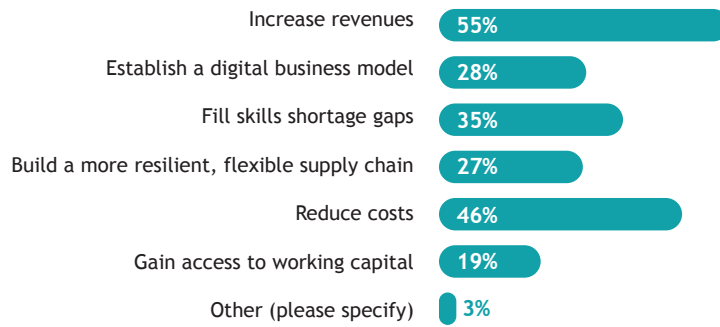 Increase revenues 55%
Establish a digital business model 28%
Fill skills shortage gaps 35%
Build a more resilient, flexible supply chain 27%
Reduce costs 46%
Gain access to working capital 19%
Other (please specify) 3%